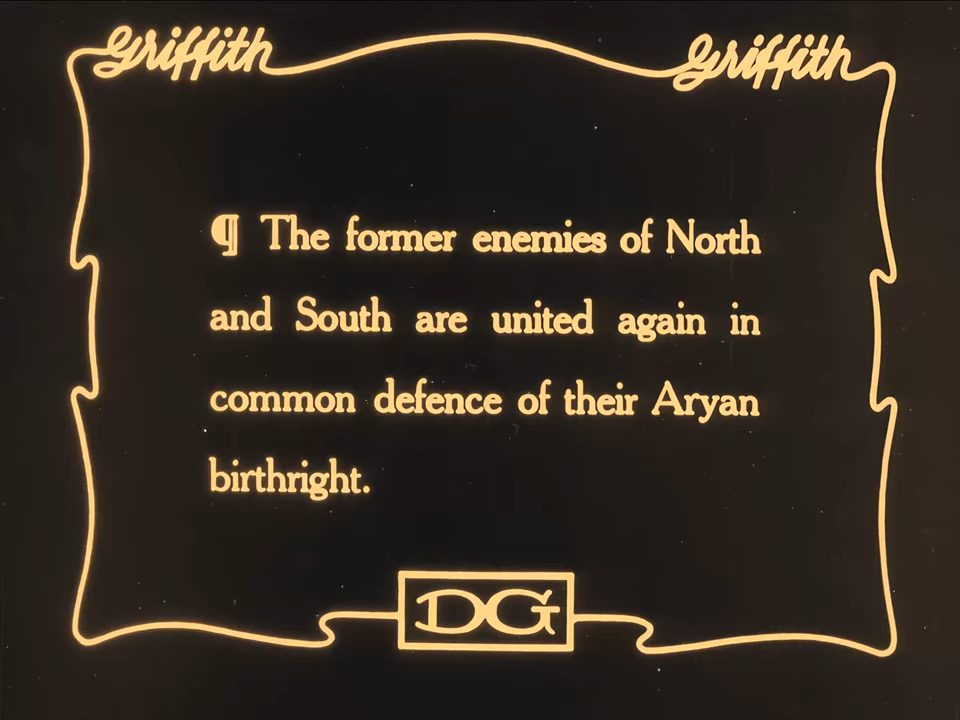 Griffith Griffith
¶ The former enemies of North
and South are united again in
common defence of their Aryan
birthright.
DG